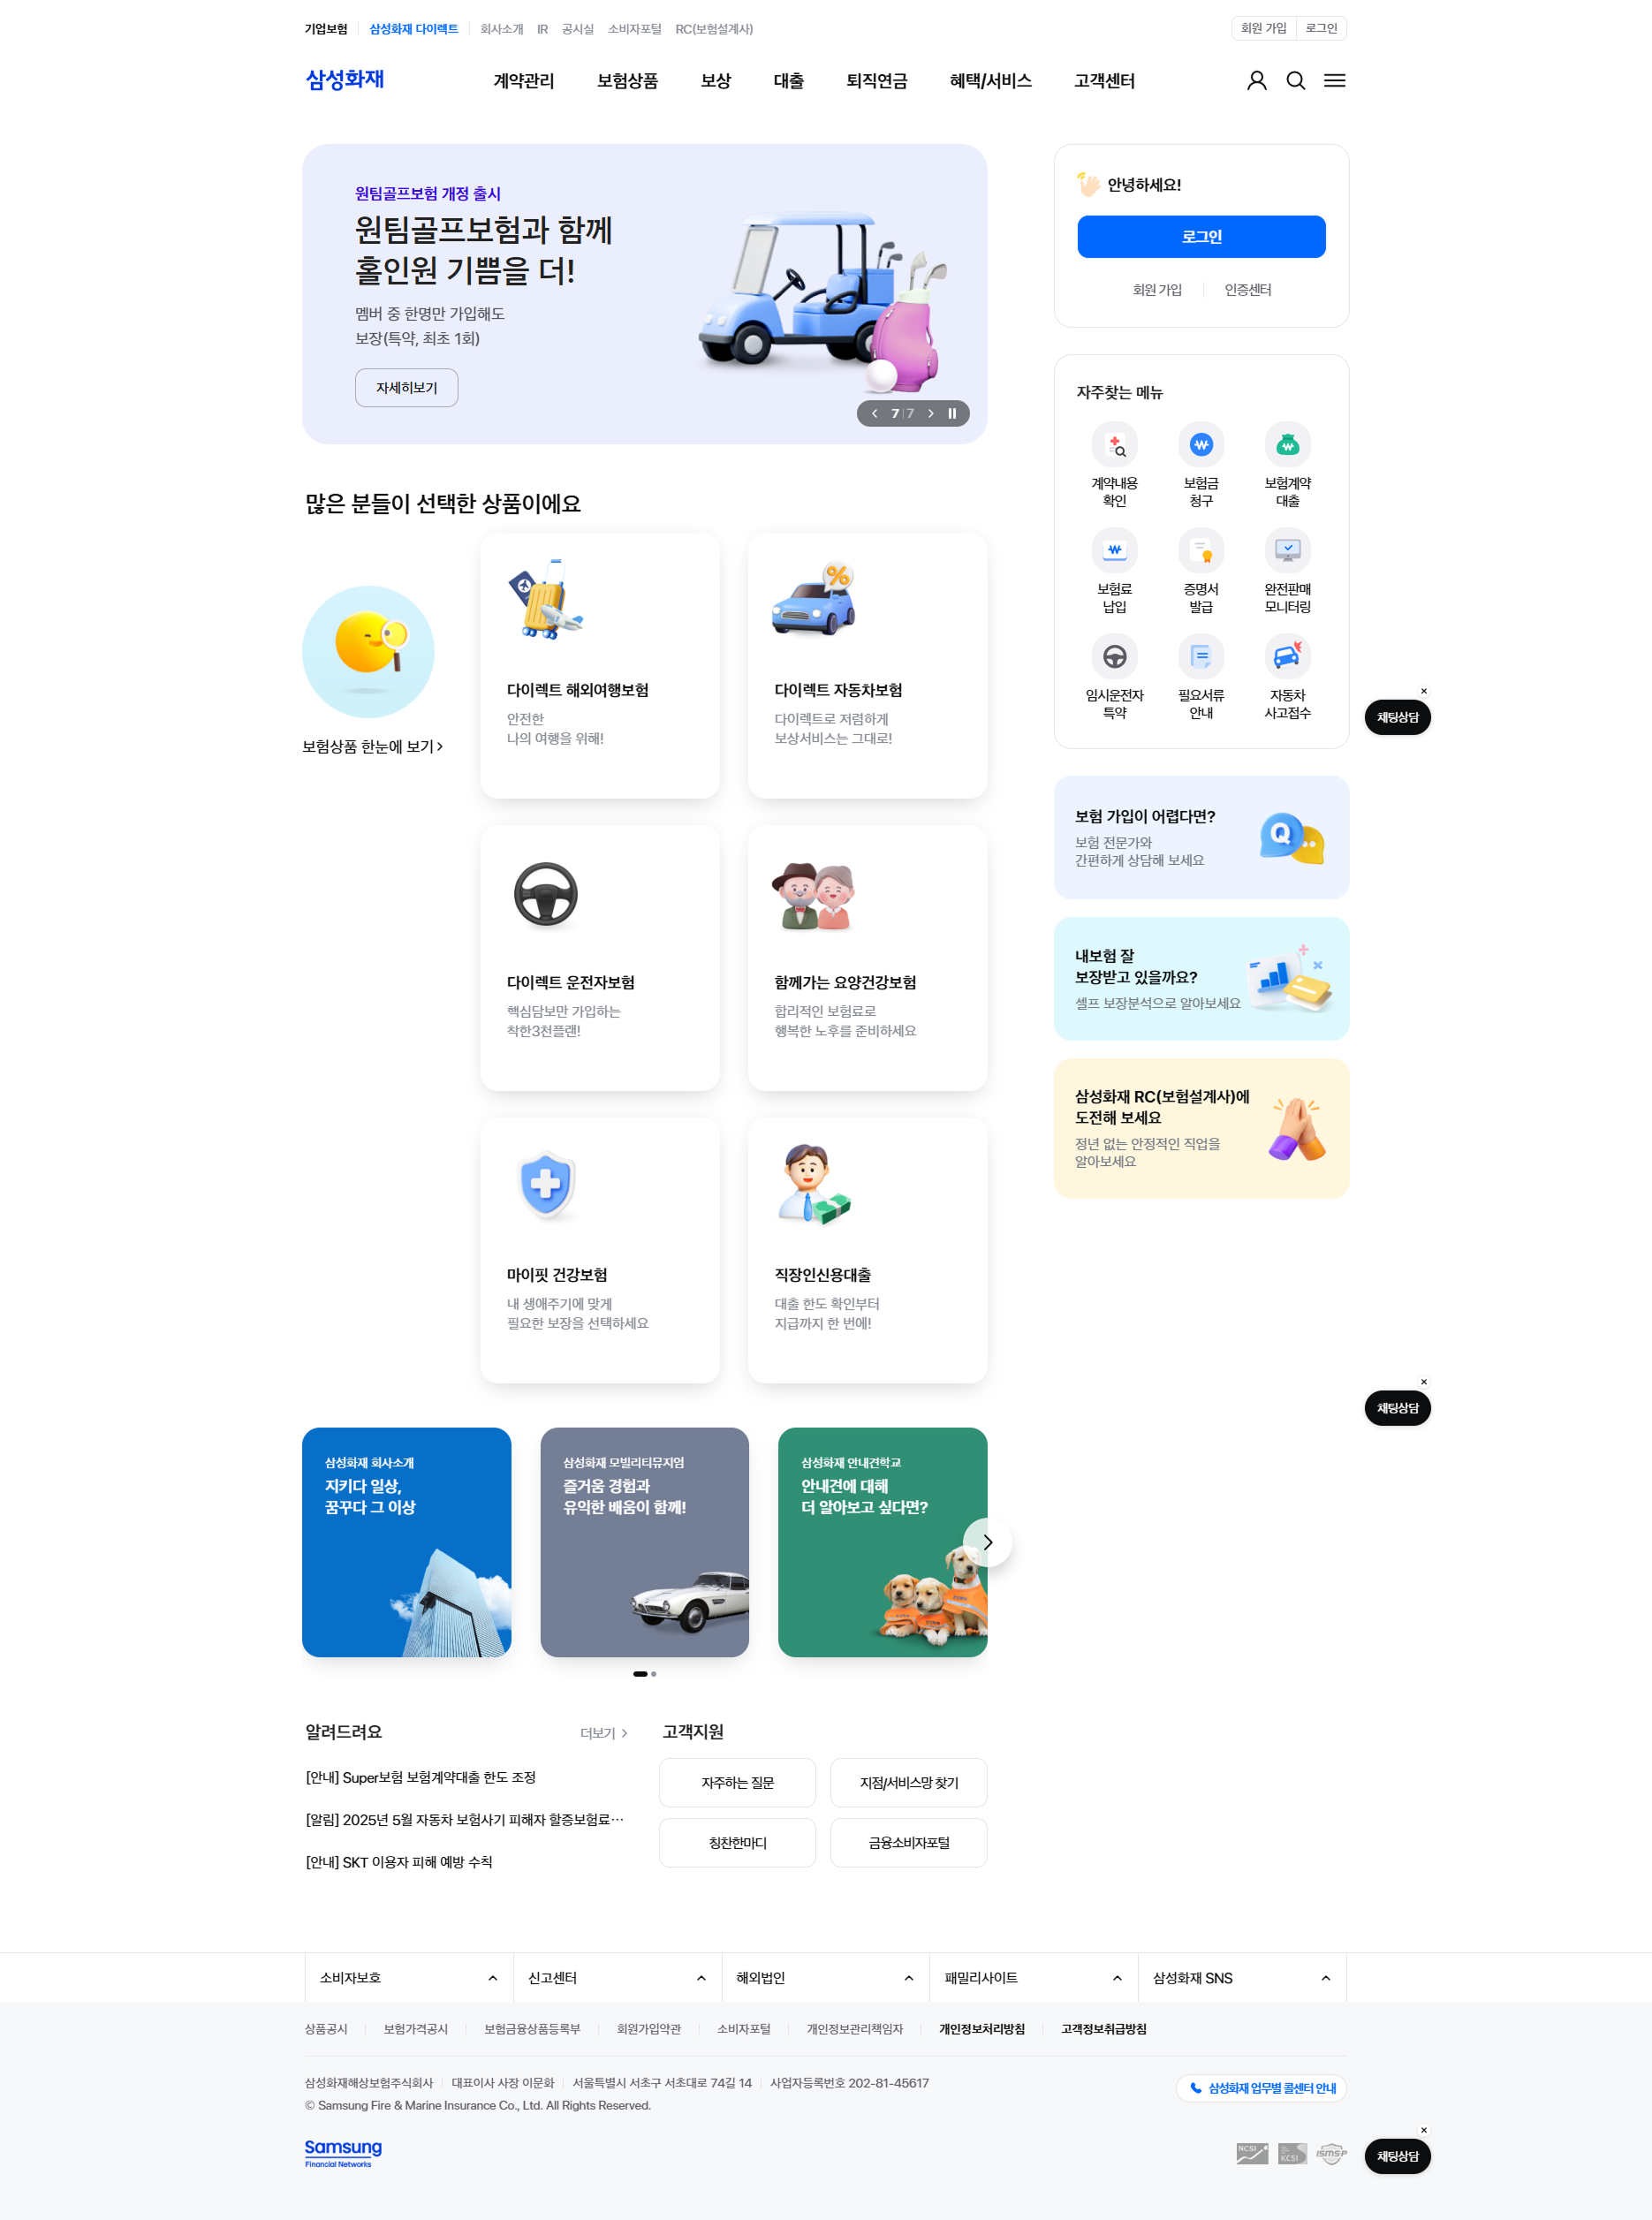 기업보험
삼성화재 다이렉트
회사소개
IR
공시실
소비자포털
RC(보험설계사)
회원 가입
로그인
삼성화재
계약관리
보험상품
보상
대출
퇴직연금
혜택/서비스
고객센터
원팀골프보험 개정 출시
원팀골프보험과 함께
홀인원 기쁨을 더!
멤버 중 한명만 가입해도
보장(특약, 최초 1회)
자세히보기
7 | 7
안녕하세요!
로그인
회원 가입
인증센터
자주찾는 메뉴
계약내용
확인
보험금
청구
보험계약
대출
보험료
납입
증명서
발급
완전판매
모니터링
임시운전자
특약
필요서류
안내
자동차
사고접수
채팅상담
많은 분들이 선택한 상품이에요
보험상품 한눈에 보기
다이렉트 해외여행보험
안전한
나의 여행을 위해!
다이렉트 자동차보험
다이렉트로 저렴하게
보상서비스는 그대로!
다이렉트 운전자보험
핵심담보만 가입하는
착한3천플랜!
함께가는 요양건강보험
합리적인 보험료로
행복한 노후를 준비하세요
마이핏 건강보험
내 생애주기에 맞게
필요한 보장을 선택하세요
직장인신용대출
대출 한도 확인부터
지급까지 한 번에!
보험 가입이 어렵다면?
보험 전문가와
간편하게 상담해 보세요
Q
내보험 잘
보장받고 있을까요?
셀프 보장분석으로 알아보세요
삼성화재 RC(보험설계사)에
도전해 보세요
정년 없는 안정적인 직업을
알아보세요
채팅상담
삼성화재 회사소개
지키다 일상,
꿈꾸다 그 이상
삼성화재 모빌리티뮤지엄
즐거움 경험과
유익한 배움이 함께!
삼성화재 안내견학교
안내견에 대해
더 알아보고 싶다면?
알려드려요
더보기
[안내] Super보험 보험계약대출 한도 조정
[알림] 2025년 5월 자동차 보험사기 피해자 할증보험료…
[안내] SKT 이용자 피해 예방 수칙
고객지원
자주하는 질문
지점/서비스망 찾기
칭찬한마디
금융소비자포털
소비자보호
신고센터
해외법인
패밀리사이트
삼성화재 SNS
상품공시
보험가격공시
보험금융상품등록부
회원가입약관
소비자포털
개인정보관리책임자
개인정보처리방침
고객정보취급방침
삼성화재해상보험주식회사
대표이사 사장 이문화
서울특별시 서초구 서초대로 74길 14
사업자등록번호 202-81-45617
© Samsung Fire & Marine Insurance Co., Ltd. All Rights Reserved.
삼성화재 업무별 콜센터 안내
Samsung
Financial Networks
NCSI
KCSI
ISMS-P
채팅상담